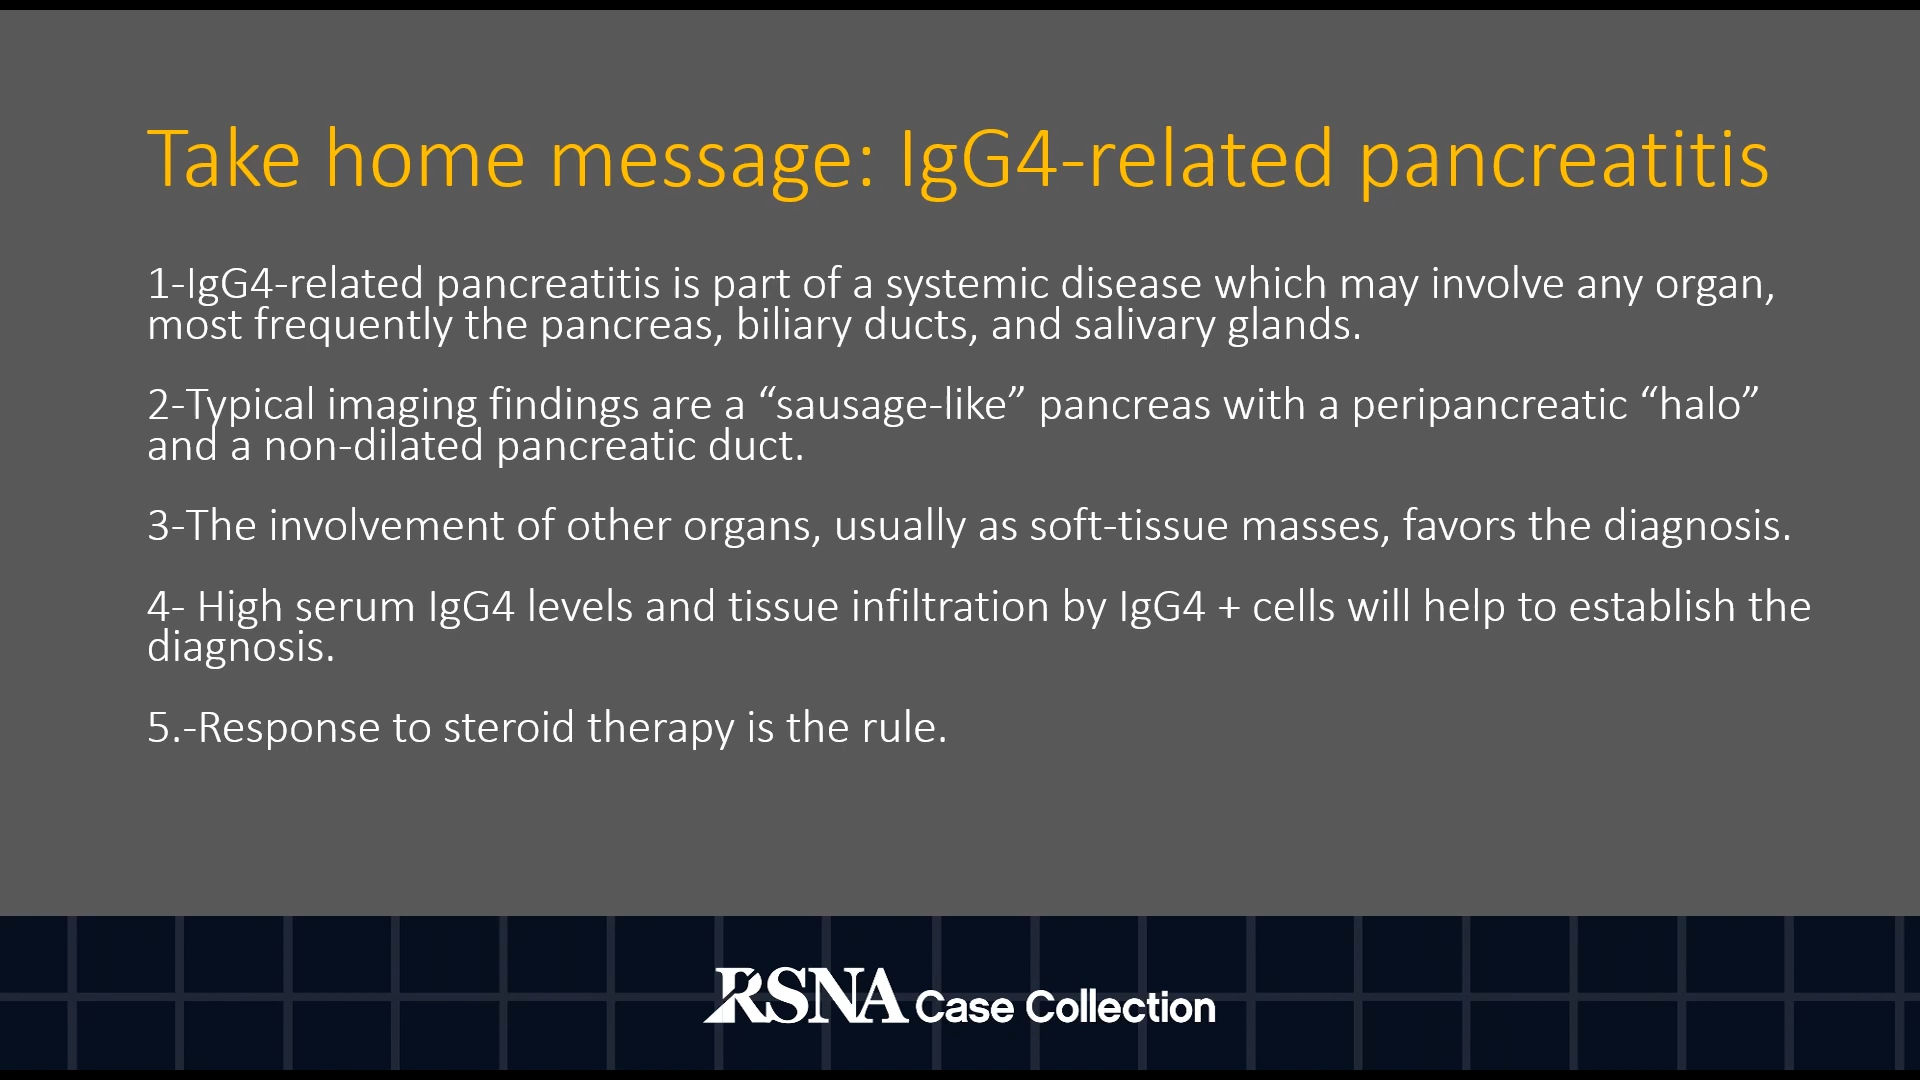 Take home message: IgG4-related pancreatitis
1-IgG4-related pancreatitis is part of a systemic disease which may involve any organ,
most frequently the pancreas, biliary ducts, and salivary glands.
2-Typical imaging findings are a “sausage-like” pancreas with a peripancreatic “halo”
and a non-dilated pancreatic duct.
3-The involvement of other organs, usually as soft-tissue masses, favors the diagnosis.
4- High serum IgG4 levels and tissue infiltration by IgG4 + cells will help to establish the
diagnosis.
5.-Response to steroid therapy is the rule.
RSNA Case Collection